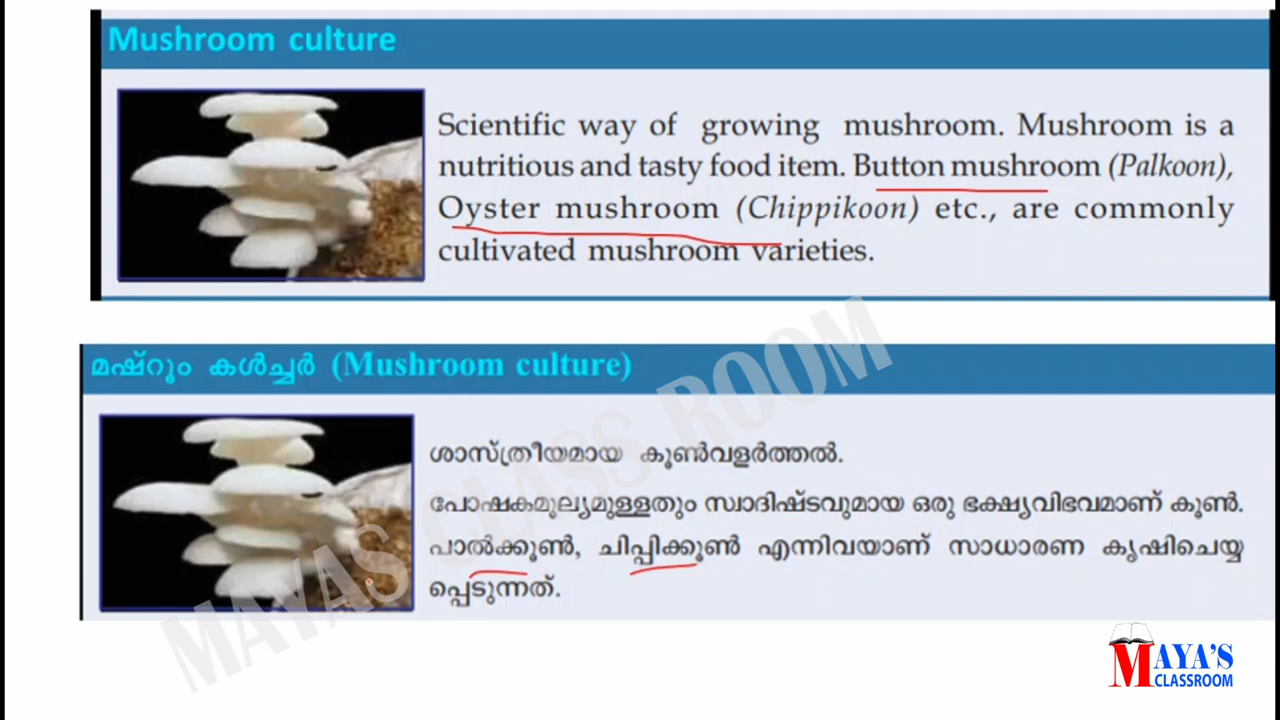 Mushroom culture
Scientific way of growing mushroom. Mushroom is a
nutritious and tasty food item. Button mushroom (Palkoon),
Oyster mushroom (Chippikoon) etc., are commonly
cultivated mushroom varieties.
മഷ്റൂം കൾച്ചർ (Mushroom culture)
ശാസ്ത്രീയമായ കൂൺവളർത്തൽ.
പോഷകമൂല്യമുള്ളതും സ്വാദിഷ്ടവുമായ ഒരു ഭക്ഷ്യവിഭവമാണ് കൂൺ.
പാൽക്കൂൺ, ചിപ്പിക്കൂൺ എന്നിവയാണ് സാധാരണ കൃഷിചെയ്യ
പ്പെടുന്നത്.
MAYAS CLASS ROOM
MAYA'S
CLASSROOM